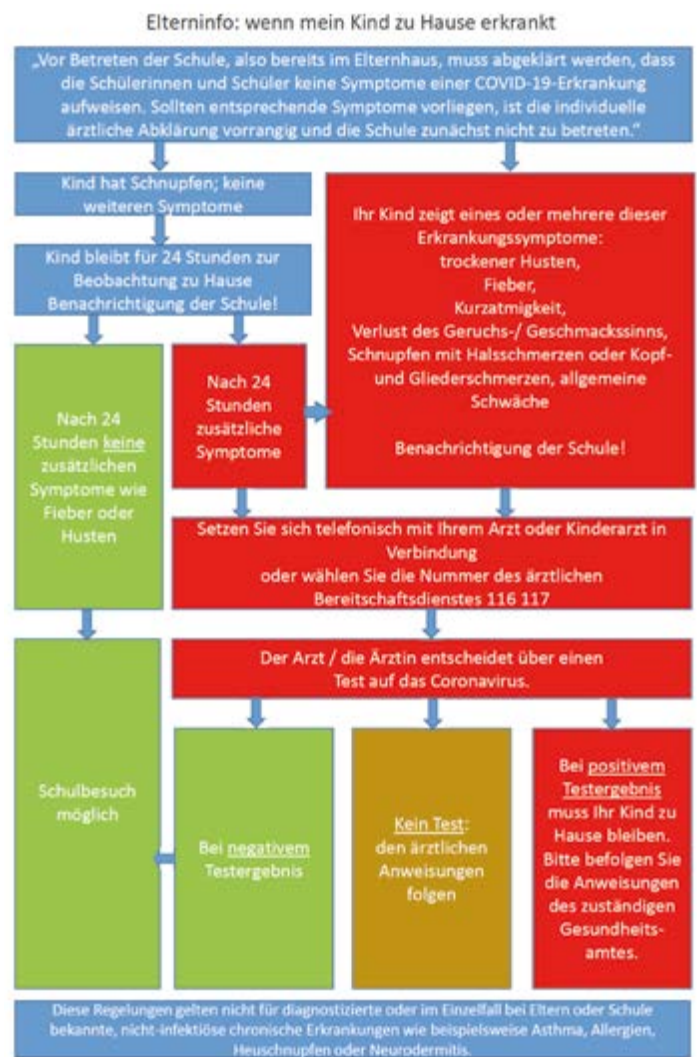 Elterninfo: wenn mein Kind zu Hause erkrankt
„Vor Betreten der Schule, also bereits im Elternhaus, muss abgeklärt werden, dass
die Schülerinnen und Schüler keine Symptome einer COVID-19-Erkrankung
aufweisen. Sollten entsprechende Symptome vorliegen, ist die individuelle
ärztliche Abklärung vorrangig und die Schule zunächst nicht zu betreten.“
Kind hat Schnupfen; keine
weiteren Symptome
Kind bleibt für 24 Stunden zur
Beobachtung zu Hause
Benachrichtigung der Schule!
Ihr Kind zeigt eines oder mehrere dieser
Erkrankungssymptome:
trockener Husten,
Fieber,
Kurzatmigkeit,
Verlust des Geruchs-/ Geschmackssinns,
Schnupfen mit Halsschmerzen oder Kopf-
und Gliederschmerzen, allgemeine
Schwäche
Benachrichtigung der Schule!
Nach 24
Stunden keine
zusätzlichen
Symptome wie
Fieber oder
Husten
Nach 24
Stunden
zusätzliche
Symptome
Setzen Sie sich telefonisch mit Ihrem Arzt oder Kinderarzt in
Verbindung
oder wählen Sie die Nummer des ärztlichen
Bereitschaftsdienstes 116 117
Der Arzt / die Ärztin entscheidet über einen
Test auf das Coronavirus.
Schulbesuch
möglich
Bei negativem
Testergebnis
Kein Test:
den ärztlichen
Anweisungen
folgen
Bei positivem
Testergebnis
muss Ihr Kind zu
Hause bleiben.
Bitte befolgen Sie
die Anweisungen
des zuständigen
Gesundheits-
amtes.
Diese Regelungen gelten nicht für diagnostizierte oder im Einzelfall bei Eltern oder Schule
bekannte, nicht-infektiöse chronische Erkrankungen wie beispielsweise Asthma, Allergien,
Heuschnupfen oder Neurodermitis.